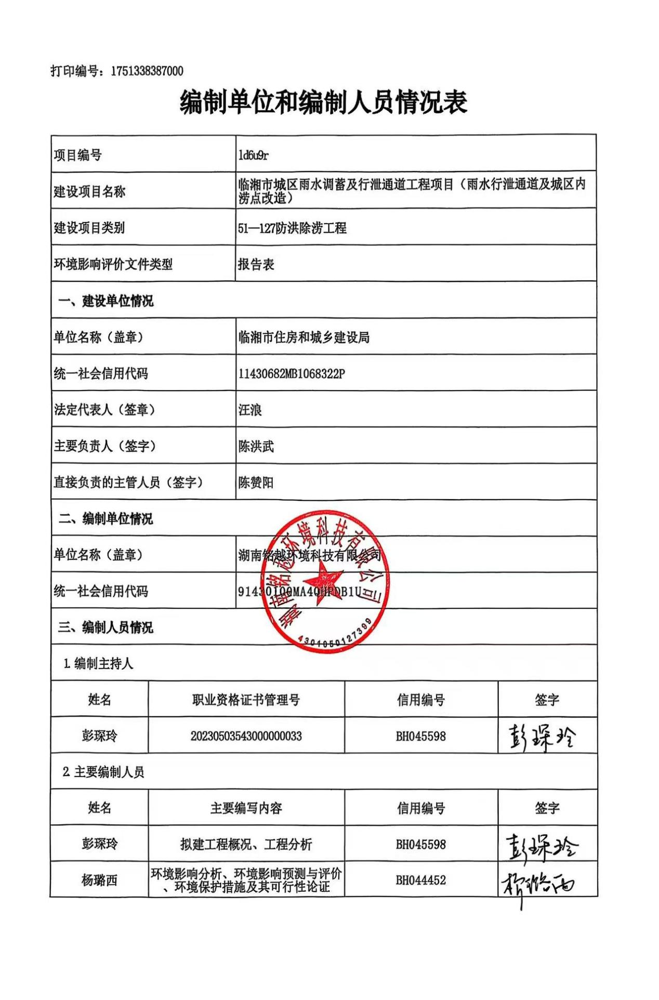 打印编号：1751338387000
编制单位和编制人员情况表
项目编号 ld6u9r
建设项目名称 临湘市城区雨水调蓄及行泄通道工程项目（雨水行泄通道及城区内
涝点改造）
建设项目类别 51—127防洪除涝工程
环境影响评价文件类型 报告表
一、建设单位情况
单位名称（盖章） 临湘市住房和城乡建设局
统一社会信用代码 11430682MB1068322P
法定代表人（签章） 汪浪
主要负责人（签字） 陈洪武
直接负责的主管人员（签字） 陈赞阳
二、编制单位情况
单位名称（盖章） 湖南铭越环境科技有限公司
统一社会信用代码 91430100MA4QHPDB1U
湖南铭越环境科技有限公司
4301050127399
三、编制人员情况
1.编制主持人
姓名 职业资格证书管理号 信用编号 签字
彭琛玲 20230503543000000033 BH045598 彭琛玲
2.主要编制人员
姓名 主要编写内容 信用编号 签字
彭琛玲 拟建工程概况、工程分析 BH045598 彭琛玲
杨璐西 环境影响分析、环境影响预测与评价 BH044452 杨璐西
、环境保护措施及其可行性论证